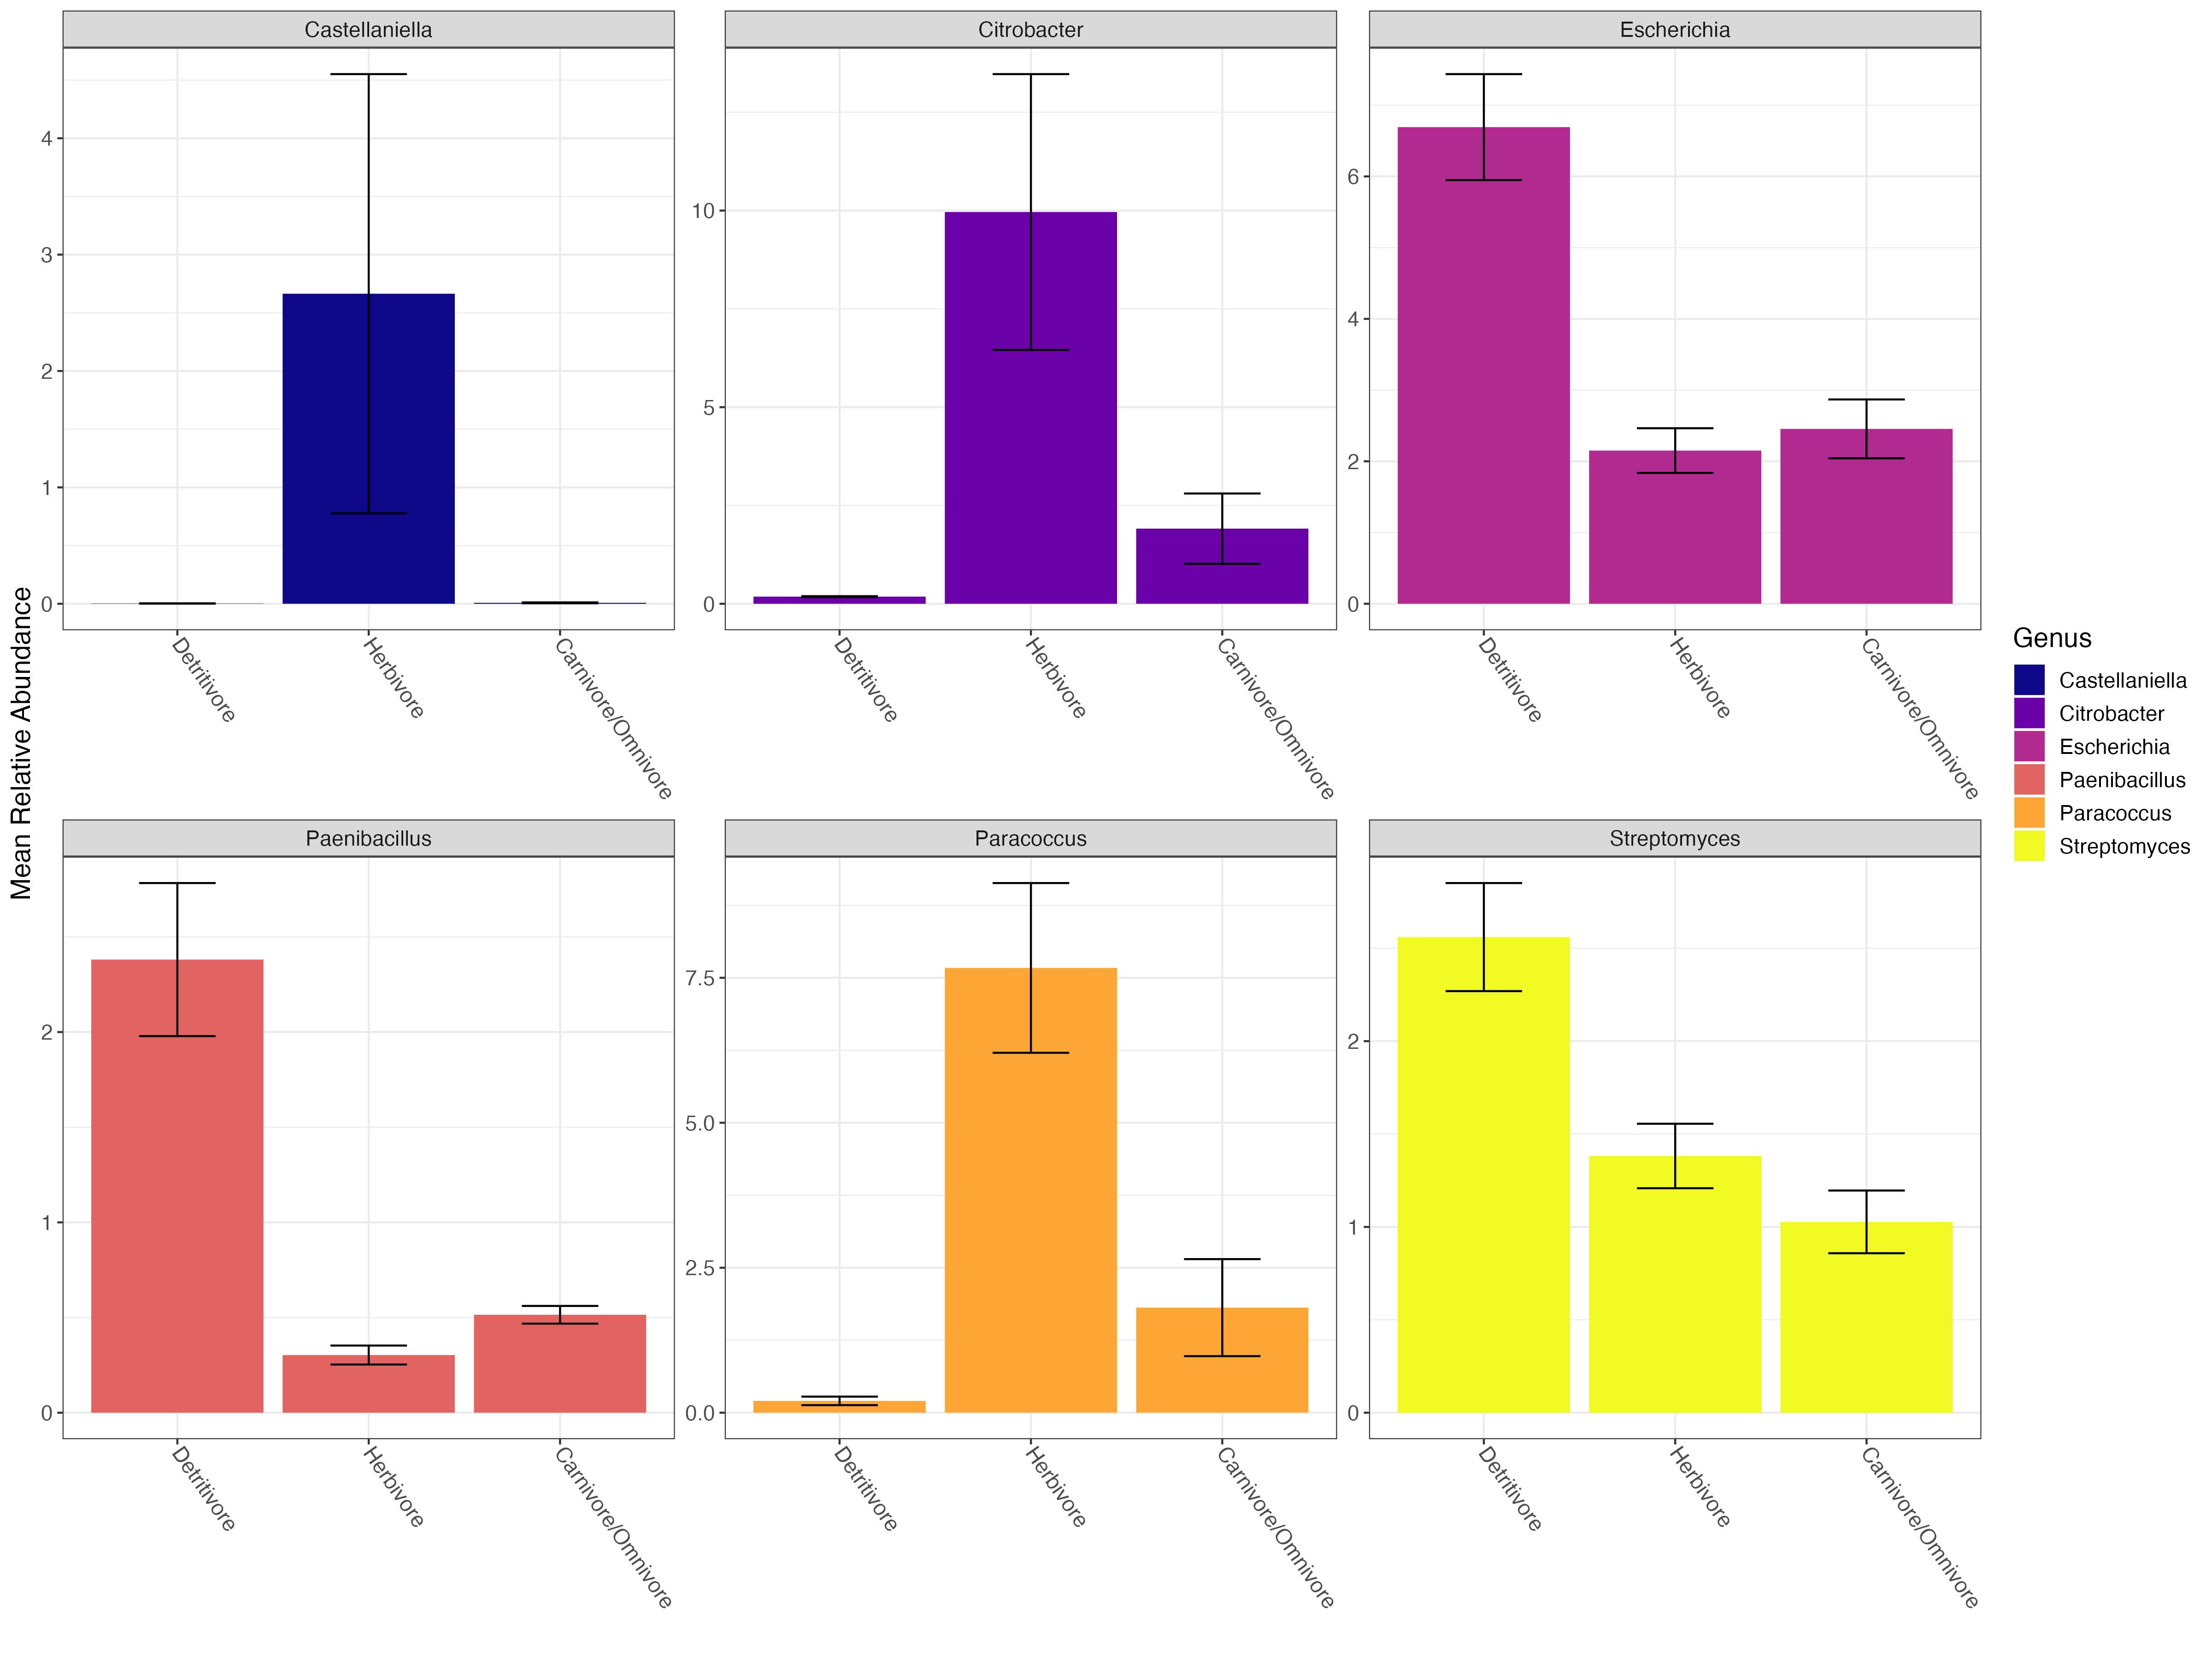 Castellaniella
Citrobacter
Escherichia
4
3
2
1
0
10
5
0
6
4
2
0
Detritivore
Herbivore
Carnivore/Omnivore
Detritivore
Herbivore
Carnivore/Omnivore
Detritivore
Herbivore
Carnivore/Omnivore
Mean Relative Abundance
Genus
Castellaniella
Citrobacter
Escherichia
Paenibacillus
Paracoccus
Streptomyces
Paenibacillus
Paracoccus
Streptomyces
2
1
0
7.5
5.0
2.5
0.0
2
1
0
Detritivore
Herbivore
Carnivore/Omnivore
Detritivore
Herbivore
Carnivore/Omnivore
Detritivore
Herbivore
Carnivore/Omnivore